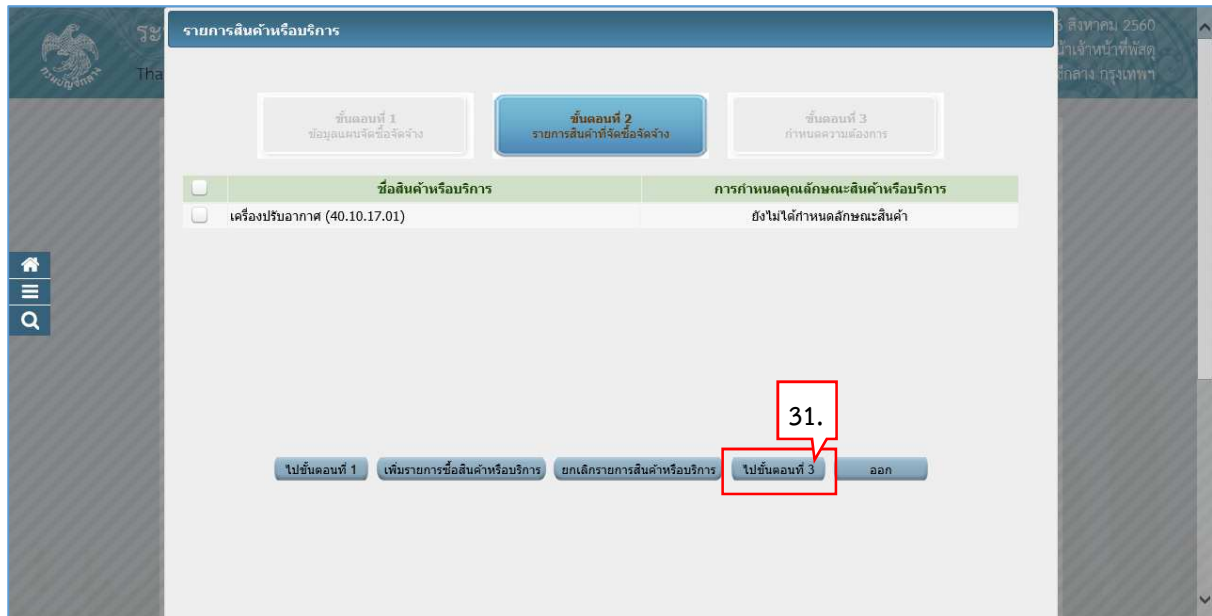 รายการสินค้าหรือบริการ
สิงหาคม 2560
Tha
ขั้นตอนที่ 1
ข้อมูลแผนจัดซื้อจัดจ้าง
ขั้นตอนที่ 2
รายการสินค้าที่จัดซื้อจัดจ้าง
ขั้นตอนที่ 3
กำหนดความต้องการ
ชื่อสินค้าหรือบริการ การกำหนดคุณลักษณะสินค้าหรือบริการ
เครื่องปรับอากาศ (40.10.17.01) ยังไม่ได้กำหนดลักษณะสินค้า
31.
ไปขั้นตอนที่ 1 เพิ่มรายการซื้อสินค้าหรือบริการ ยกเลิกรายการสินค้าหรือบริการ ไปขั้นตอนที่ 3 ออก